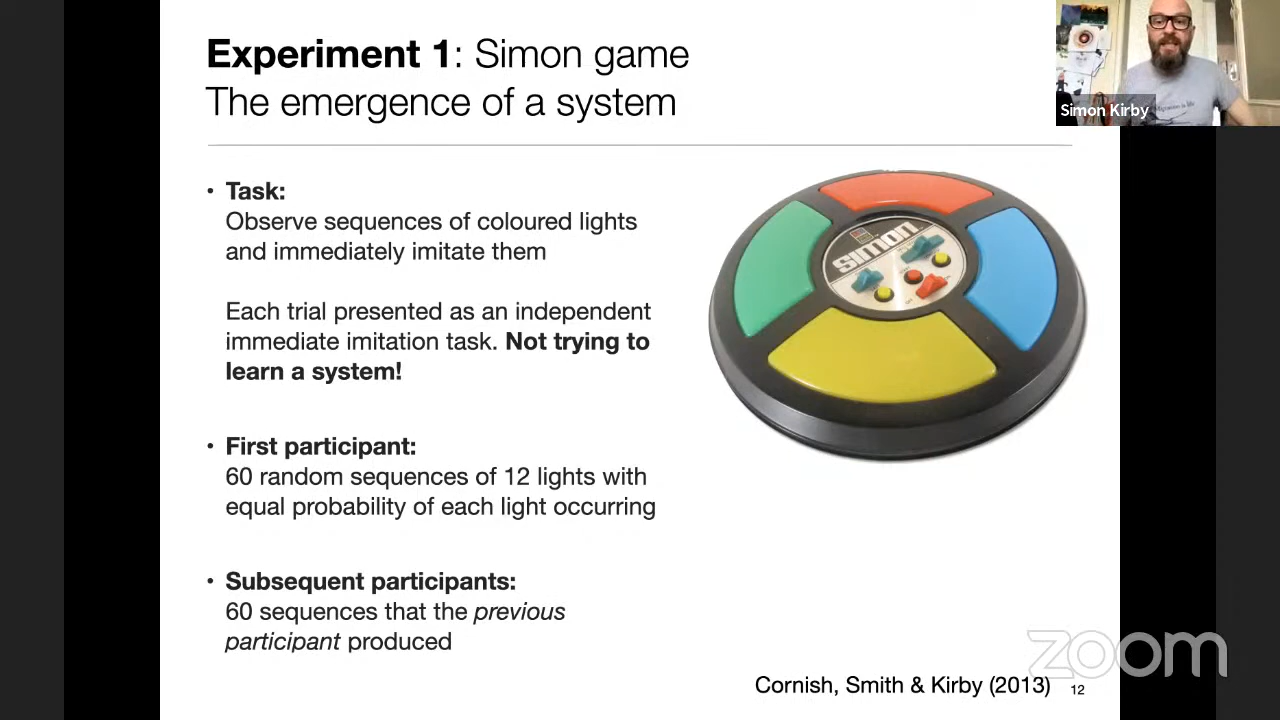 Experiment 1: Simon game
The emergence of a system
Simon Kirby
• Task:
Observe sequences of coloured lights
and immediately imitate them
Each trial presented as an independent
immediate imitation task. Not trying to
learn a system!
• First participant:
60 random sequences of 12 lights with
equal probability of each light occurring
• Subsequent participants:
60 sequences that the previous
participant produced
simon
zoom
Cornish, Smith & Kirby (2013)
12